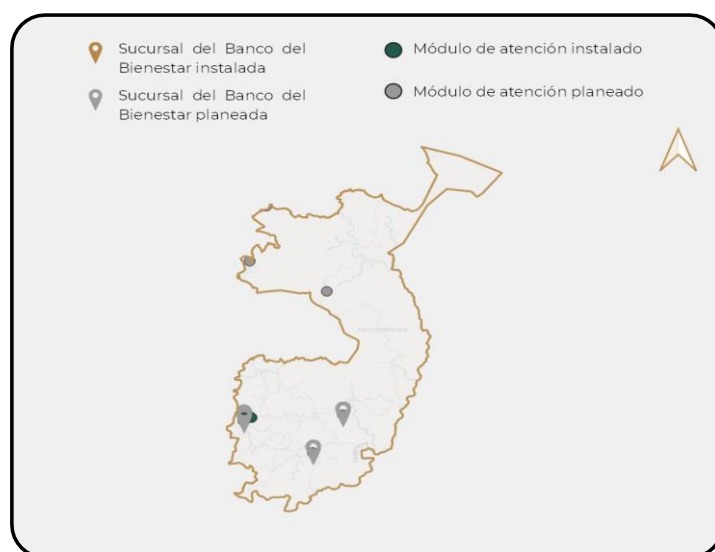 Sucursal del Banco del
Bienestar instalada
Módulo de atención instalado
Sucursal del Banco del
Bienestar planeada
Módulo de atención planeado